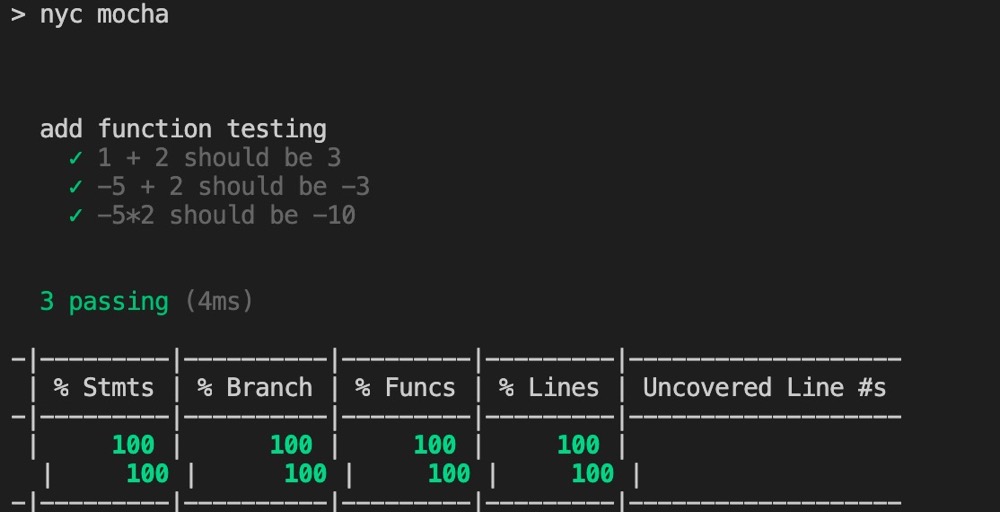 > nyc mocha
add function testing
✓ 1 + 2 should be 3
✓ -5 + 2 should be -3
✓ -5*2 should be -10
3 passing (4ms)
-|---------|----------|---------|---------|-------------------
 | % Stmts | % Branch | % Funcs | % Lines | Uncovered Line #s
-|---------|----------|---------|---------|-------------------
 |     100 |      100 |     100 |     100 |
  |     100 |      100 |     100 |     100 |
-|---------|----------|---------|---------|-------------------